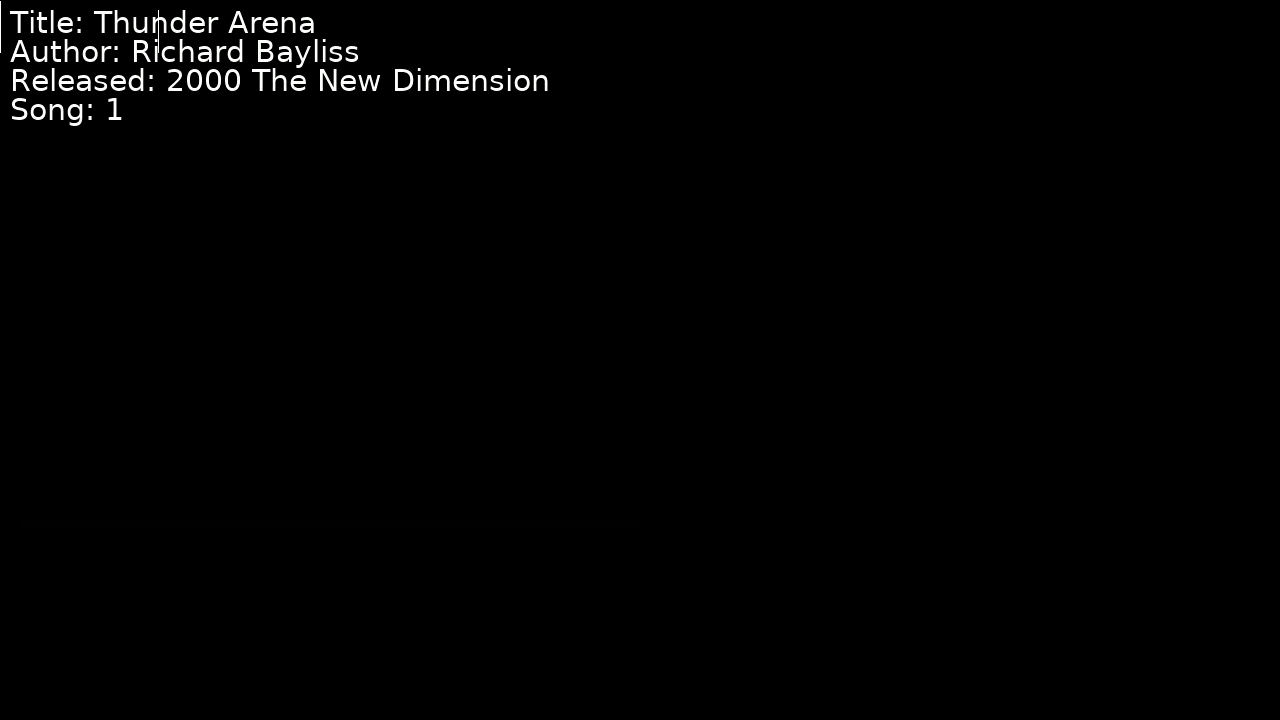 Title: Thunder Arena
Author: Richard Bayliss
Released: 2000 The New Dimension
Song: 1